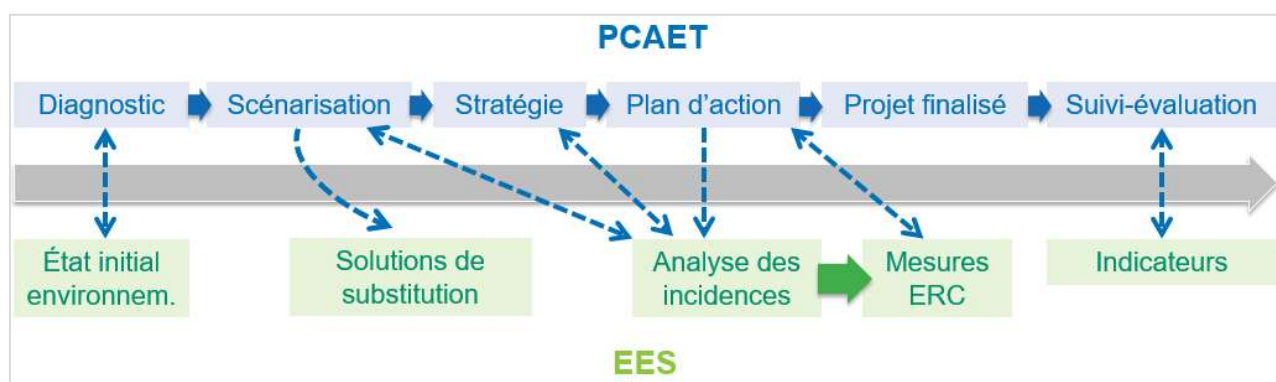 PCAET
Diagnostic
Scénarisation
Stratégie
Plan d'action
Projet finalisé
Suivi-évaluation
État initial
environnem.
Solutions de
substitution
Analyse des
incidences
Mesures
ERC
Indicateurs
EES